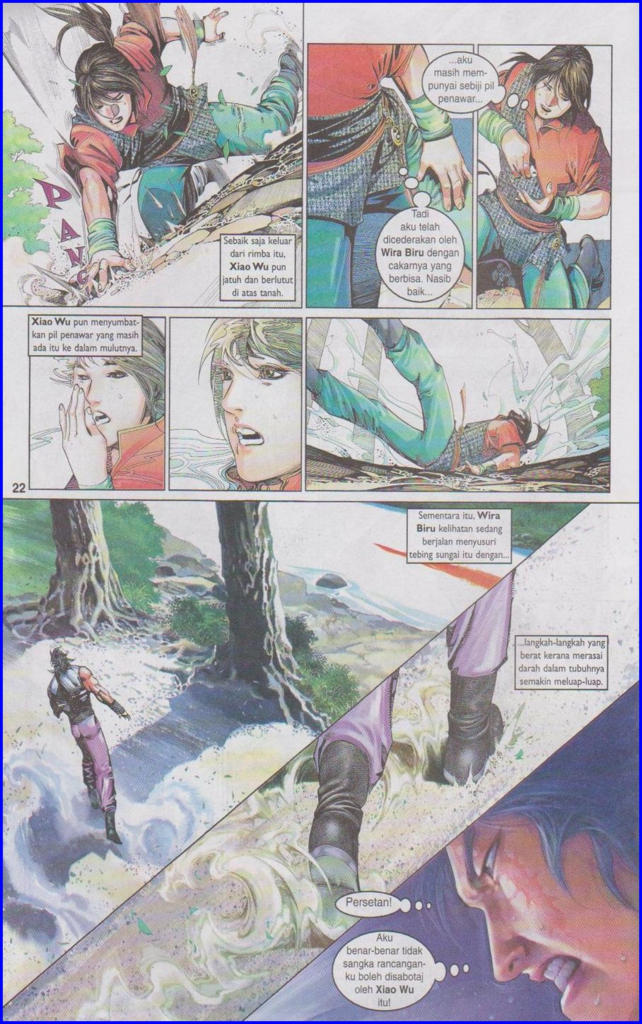 PANG
Sebaik saja keluar
dari rimba itu,
Xiao Wu pun
jatuh dan berlutut
di atas tanah.
Tadi
aku telah
dicederakan oleh
Wira Biru dengan
cakarnya yang
berbisa. Nasib
baik...
...aku
masih mem-
punyai sebiji pil
penawar...
Xiao Wu pun menyumbat-
kan pil penawar yang masih
ada itu ke dalam mulutnya.
22
Sementara itu, Wira
Biru kelihatan sedang
berjalan menyusuri
tebing sungai itu dengan...
...langkah-langkah yang
berat kerana merasai
darah dalam tubuhnya
semakin meluap-luap.
Persetan!
Aku
benar-benar tidak
sangka rancangan-
ku boleh disabotaj
oleh Xiao Wu
itu!